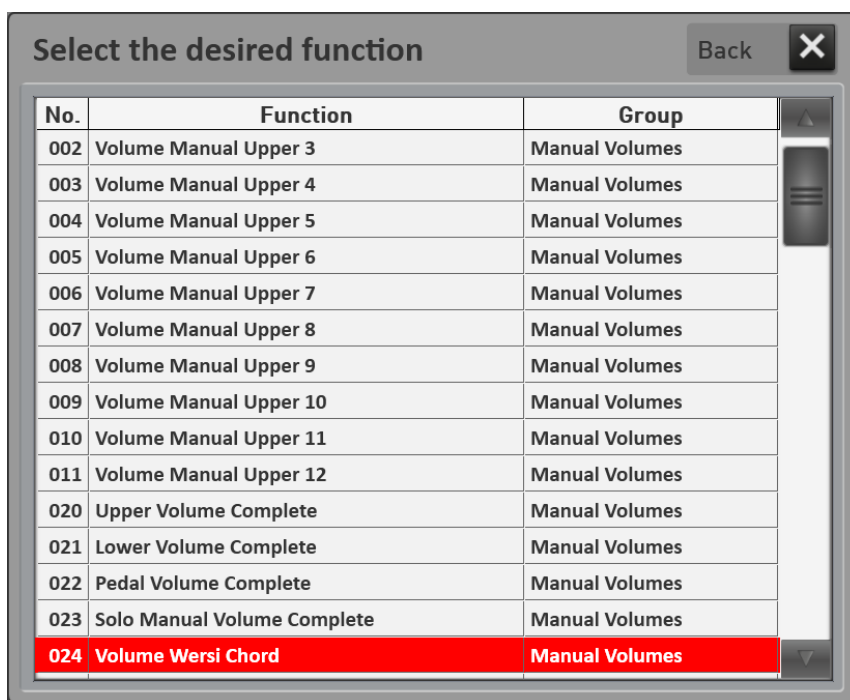 Select the desired function Back
No. Function Group
002 Volume Manual Upper 3 Manual Volumes
003 Volume Manual Upper 4 Manual Volumes
004 Volume Manual Upper 5 Manual Volumes
005 Volume Manual Upper 6 Manual Volumes
006 Volume Manual Upper 7 Manual Volumes
007 Volume Manual Upper 8 Manual Volumes
008 Volume Manual Upper 9 Manual Volumes
009 Volume Manual Upper 10 Manual Volumes
010 Volume Manual Upper 11 Manual Volumes
011 Volume Manual Upper 12 Manual Volumes
020 Upper Volume Complete Manual Volumes
021 Lower Volume Complete Manual Volumes
022 Pedal Volume Complete Manual Volumes
023 Solo Manual Volume Complete Manual Volumes
024 Volume Wersi Chord Manual Volumes